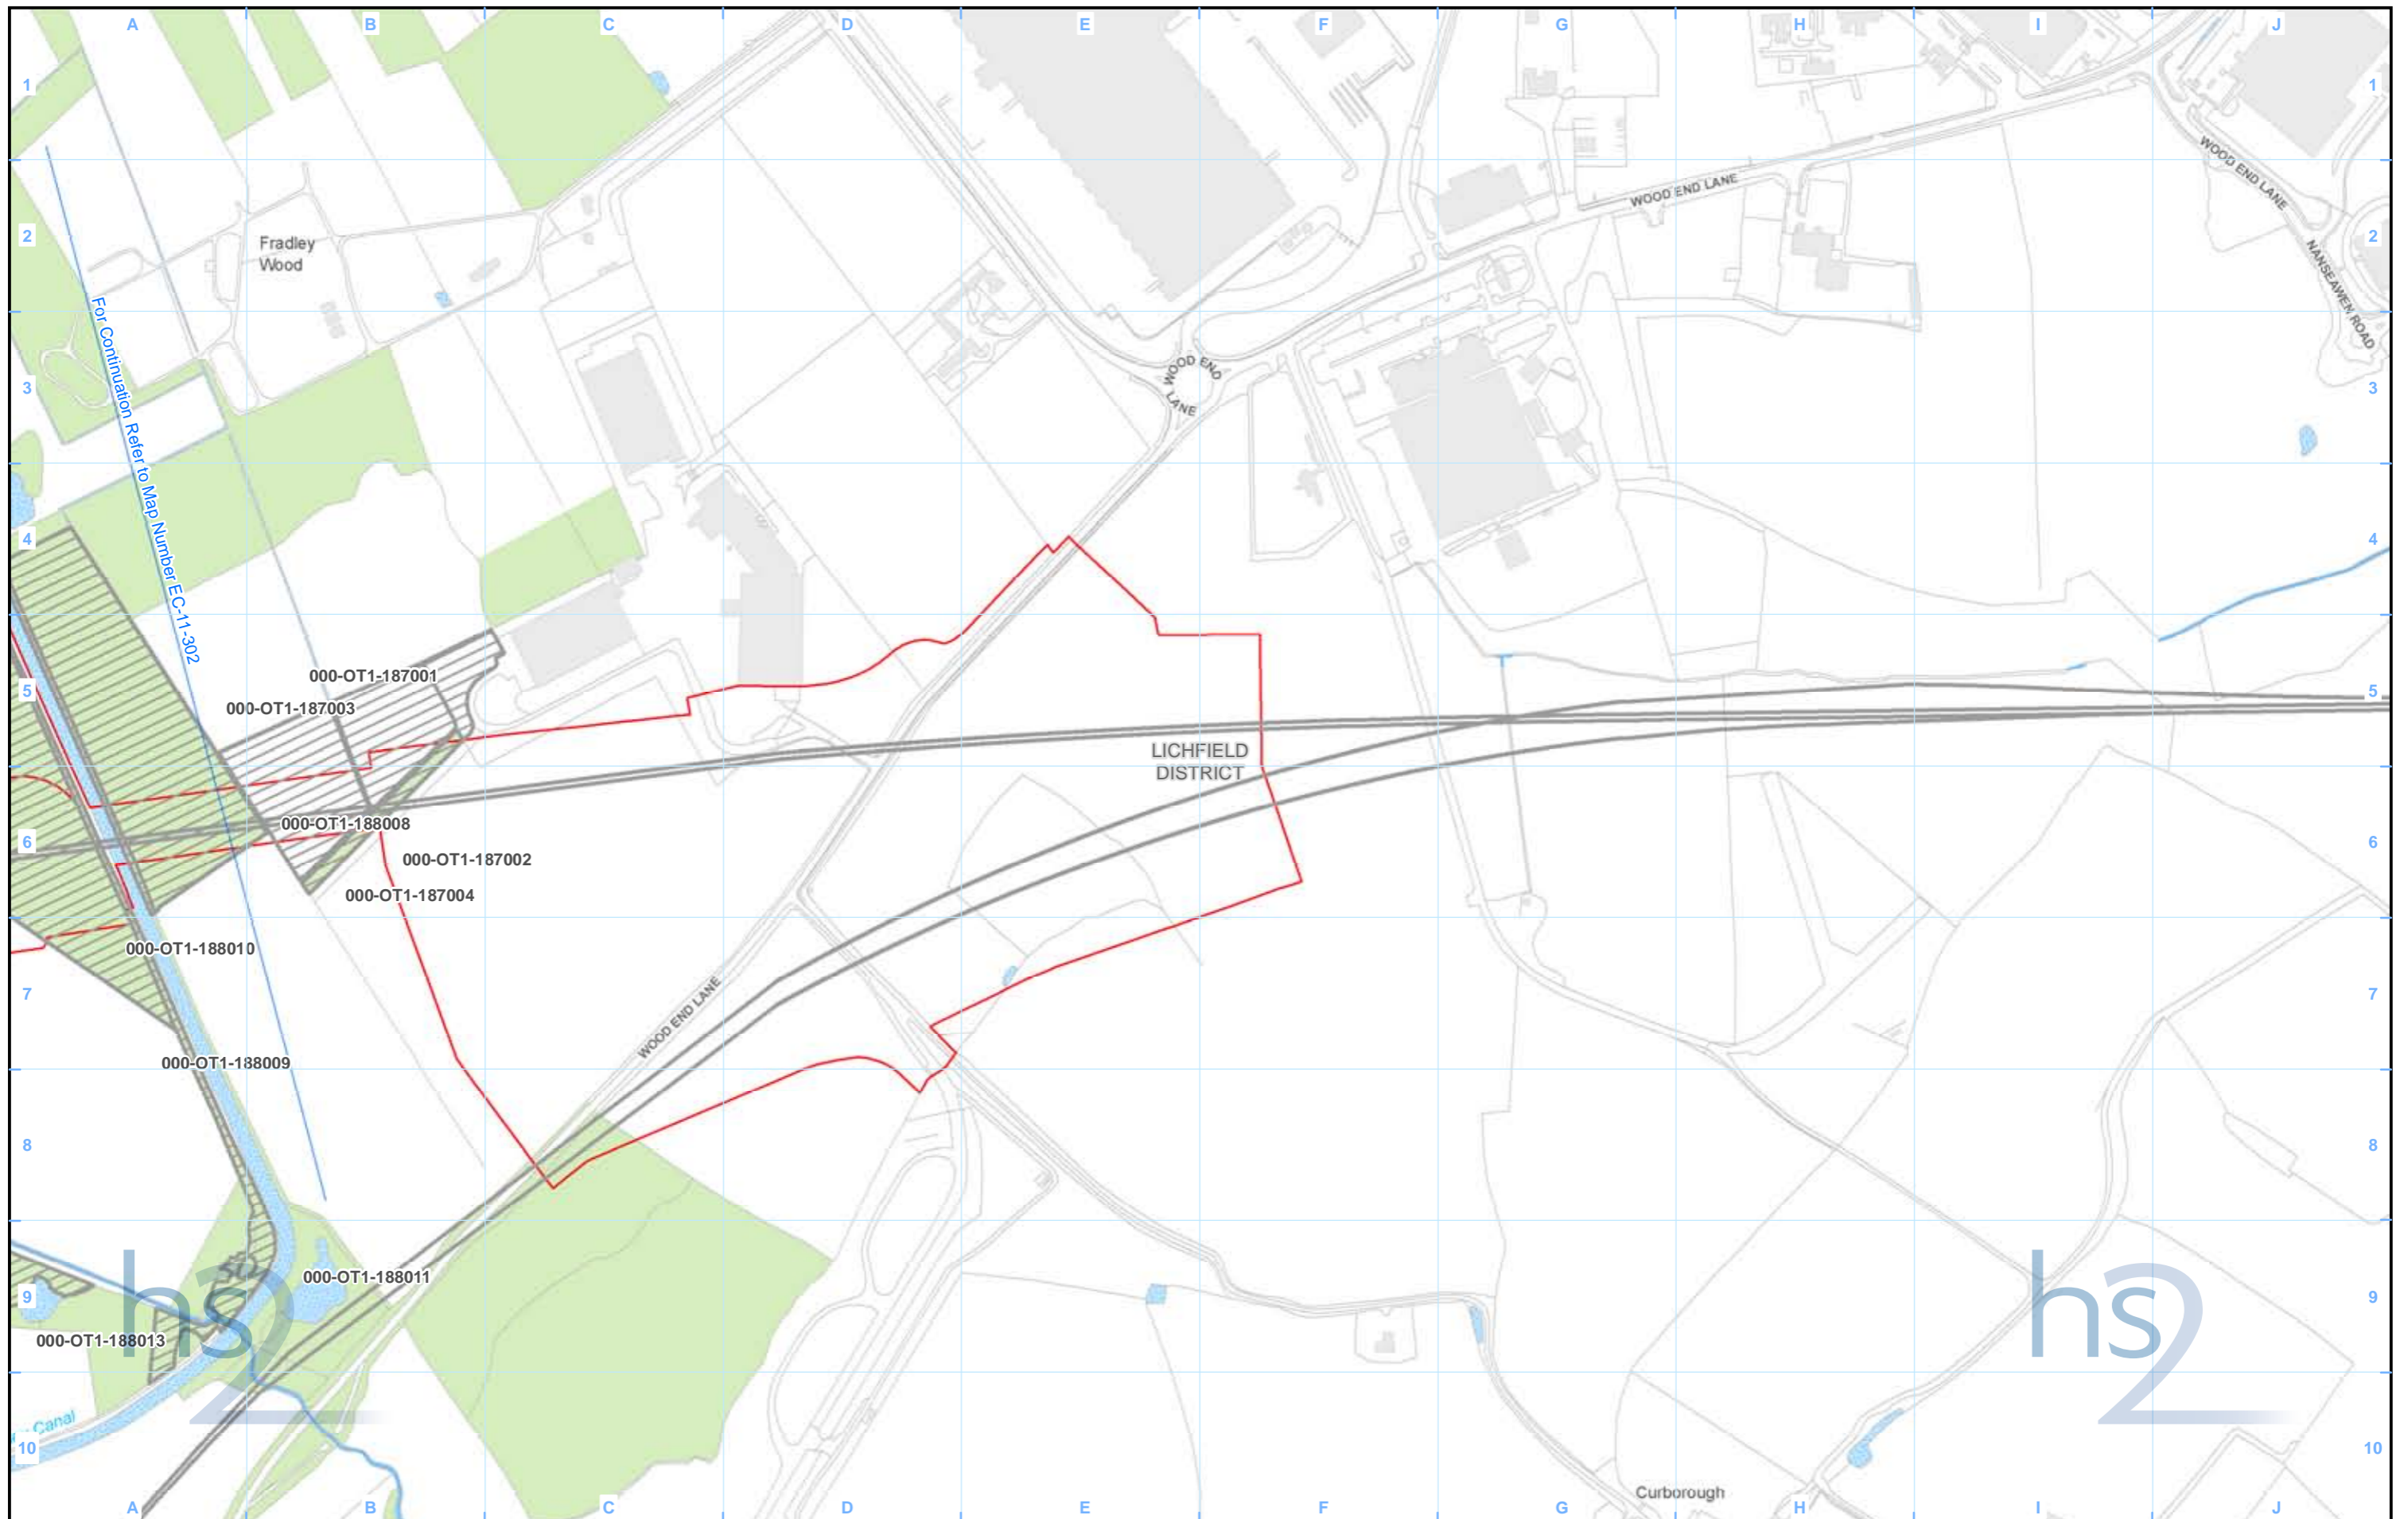 A B C D E F G H I J
1 1
WOOD END LANE
WOOD END LANE
2 2
Fradley
Wood
NANSEAWEN ROAD
For Continuation Refer to Map Number EC-11-302
WOOD END
LANE
3 3
4 4
000-OT1-187001
5 5
000-OT1-187003
LICHFIELD
DISTRICT
000-OT1-188008
6 6
000-OT1-187002
000-OT1-187004
000-OT1-188010
7 7
WOOD END LANE
000-OT1-188009
8 8
000-OT1-188011
9 9
hs2 hs2
000-OT1-188013
Canal
10 10
Curborough
A B C D E F G H I J